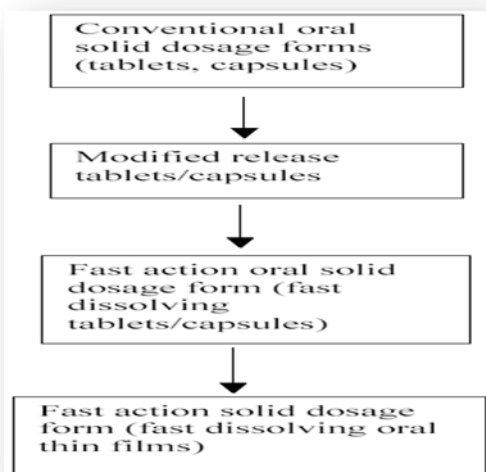 Conventional oral
solid dosage forms
(tablets, capsules)
Modified release
tablets/capsules
Fast action oral solid
dosage form (fast
dissolving
tablets/capsules)
Fast action solid dosage
form (fast dissolving oral
thin films)